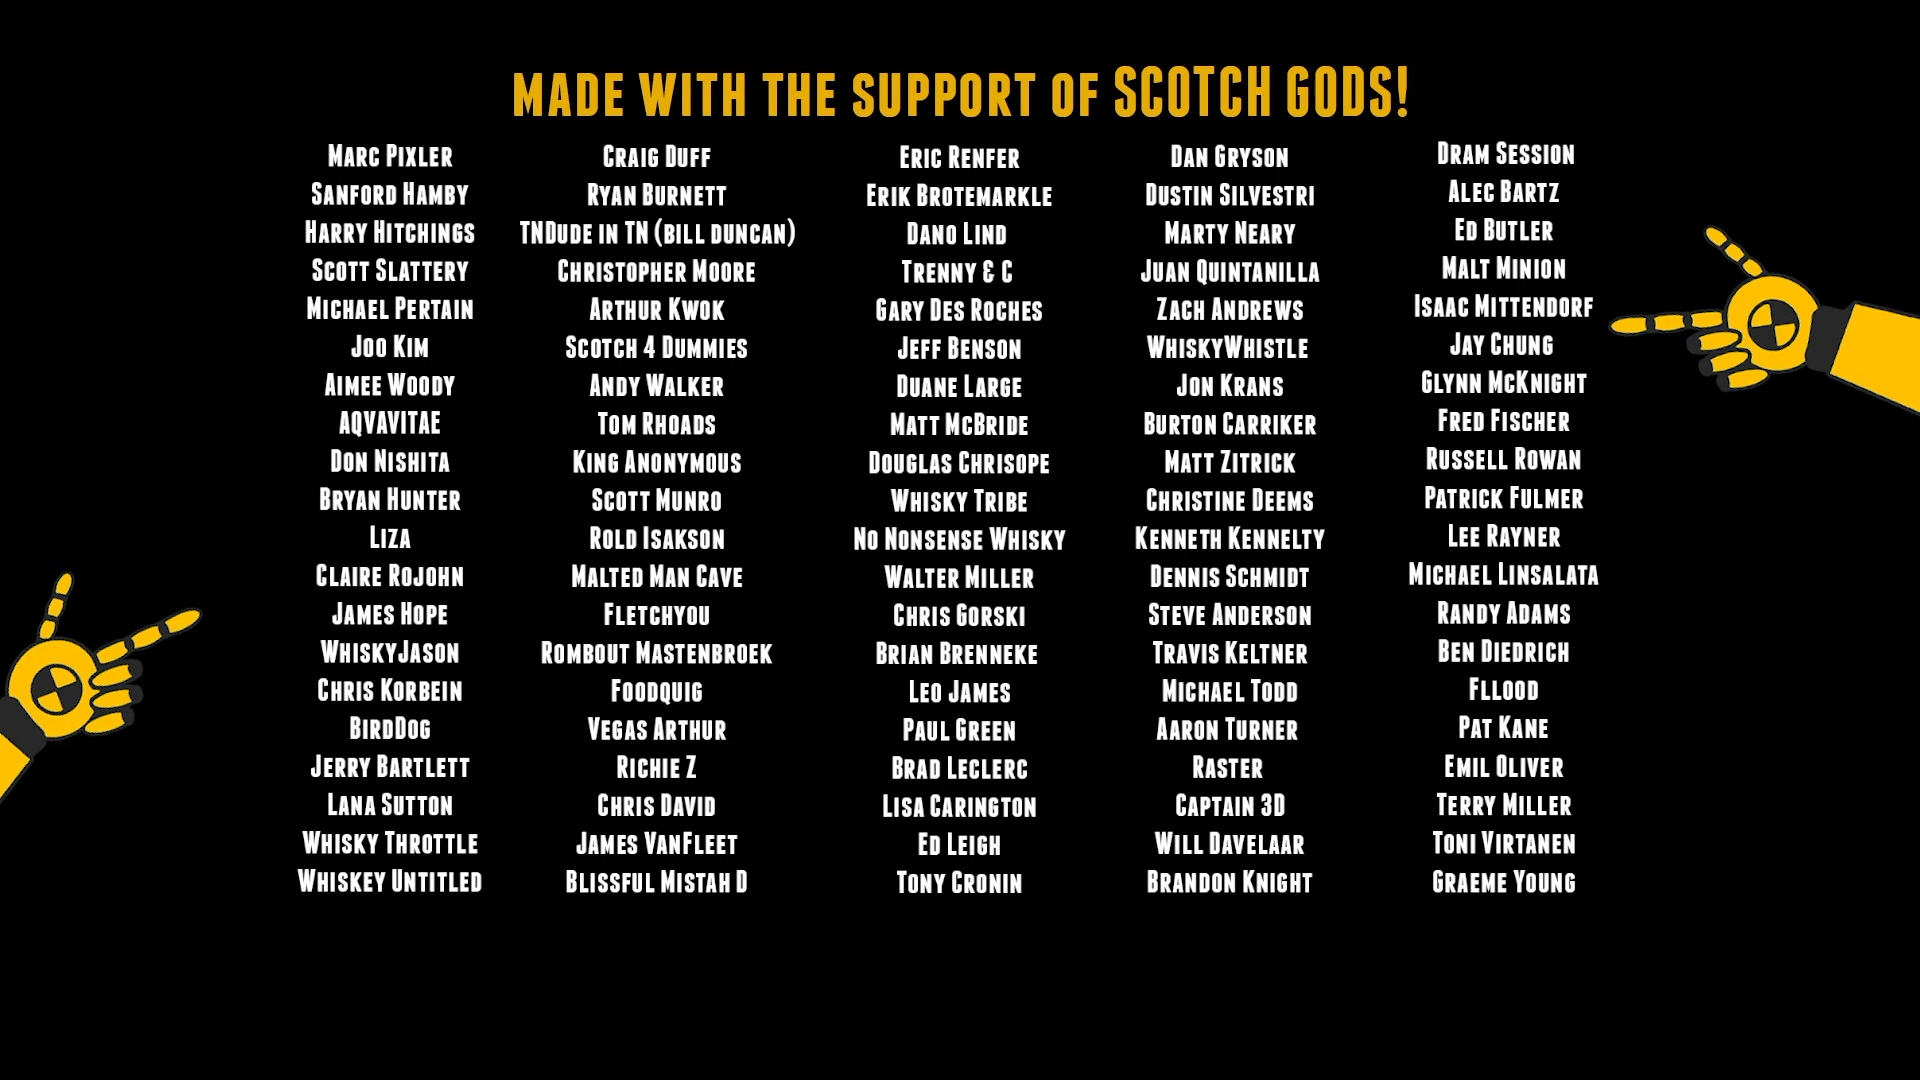 MADE WITH THE SUPPORT OF SCOTCH GODS!
Marc Pixler
Sanford Hamby
Harry Hitchings
Scott Slattery
Michael Pertain
Joo Kim
Aimee Woody
AQVAVITAE
Don Nishita
Bryan Hunter
Liza
Claire Rojohn
James Hope
WhiskyJason
Chris Korbein
BirdDog
Jerry Bartlett
Lana Sutton
Whisky Throttle
Whiskey Untitled
Craig Duff
Ryan Burnett
TNDude in TN (bill duncan)
Christopher Moore
Arthur Kwok
Scotch 4 Dummies
Andy Walker
Tom Rhoads
King Anonymous
Scott Munro
Rold Isakson
Malted Man Cave
Fletchyou
Rombout Mastenbroek
Foodquig
Vegas Arthur
Richie Z
Chris David
James VanFleet
Blissful Mistah D
Eric Renfer
Erik Brotemarkle
Dano Lind
Trenny & C
Gary Des Roches
Jeff Benson
Duane Large
Matt McBride
Douglas Chrisope
Whisky Tribe
No Nonsense Whisky
Walter Miller
Chris Gorski
Brian Brenneke
Leo James
Paul Green
Brad Leclerc
Lisa Carington
Ed Leigh
Tony Cronin
Dan Gryson
Dustin Silvestri
Marty Neary
Juan Quintanilla
Zach Andrews
WhiskyWhistle
Jon Krans
Burton Carriker
Matt Zitrick
Christine Deems
Kenneth Kennelty
Dennis Schmidt
Steve Anderson
Travis Keltner
Michael Todd
Aaron Turner
Raster
Captain 3D
Will Davelaar
Brandon Knight
Dram Session
Alec Bartz
Ed Butler
Malt Minion
Isaac Mittendorf
Jay Chung
Glynn McKnight
Fred Fischer
Russell Rowan
Patrick Fulmer
Lee Rayner
Michael Linsalata
Randy Adams
Ben Diedrich
Fllood
Pat Kane
Emil Oliver
Terry Miller
Toni Virtanen
Graeme Young